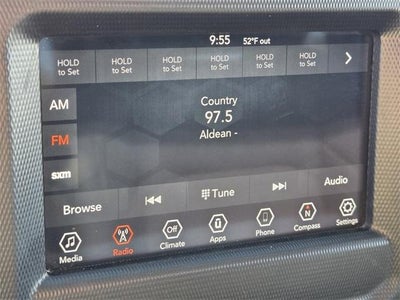 9:55 52°F out
HOLD to Set HOLD to Set HOLD to Set HOLD to Set HOLD to Set HOLD to Set
AM
Country
97.5
FM
Aldean -
sxm
Browse Tune Audio
Off
N
Media Radio Climate Apps Phone Compass Settings